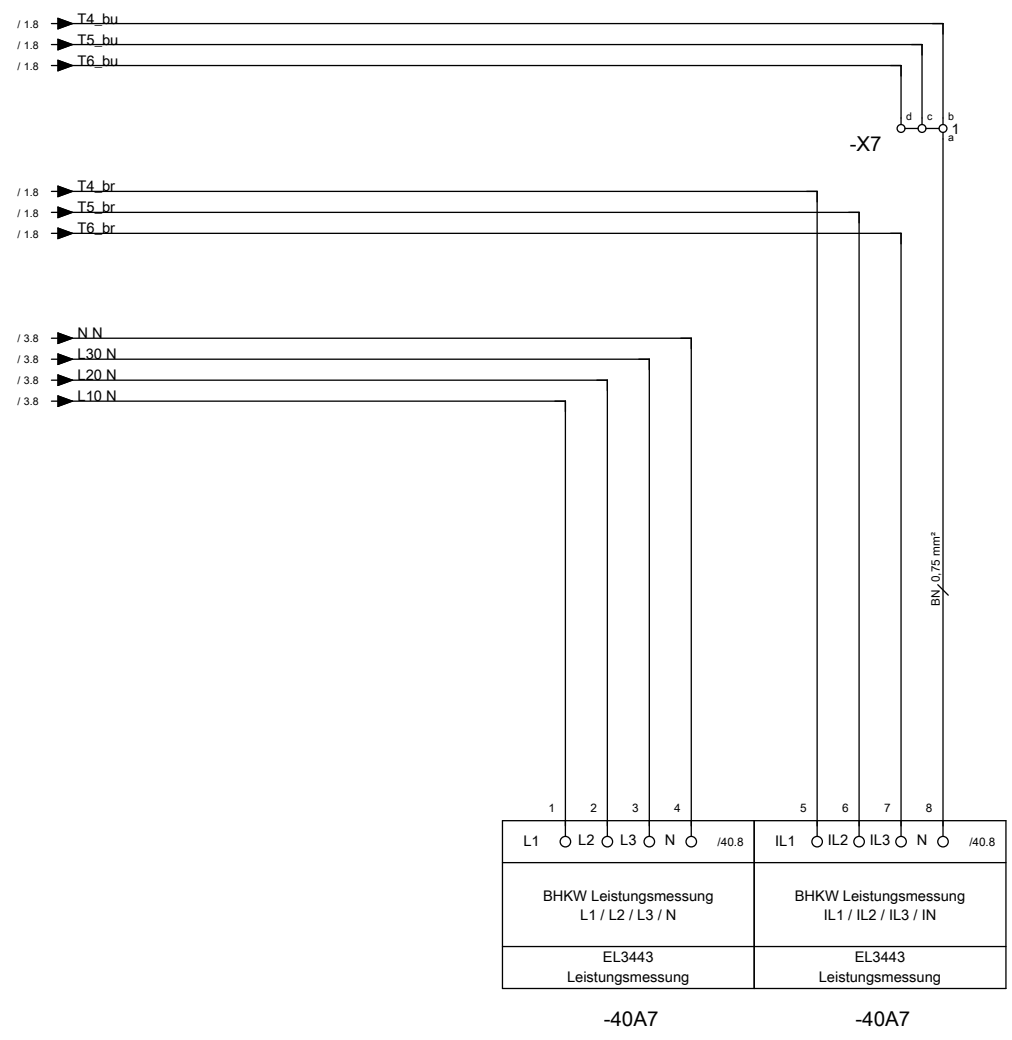 / 1.8 T4_bu
/ 1.8 T5_bu
/ 1.8 T6_bu
d c b
1
a
-X7
/ 1.8 T4_br
/ 1.8 T5_br
/ 1.8 T6_br
/ 3.8 N N
/ 3.8 L30 N
/ 3.8 L20 N
/ 3.8 L10 N
BN 0,75 mm²
1 2 3 4 5 6 7 8
L1 L2 L3 N /40.8 IL1 IL2 IL3 N /40.8
BHKW Leistungsmessung
L1 / L2 / L3 / N
BHKW Leistungsmessung
IL1 / IL2 / IL3 / IN
EL3443
Leistungsmessung
EL3443
Leistungsmessung
-40A7 -40A7